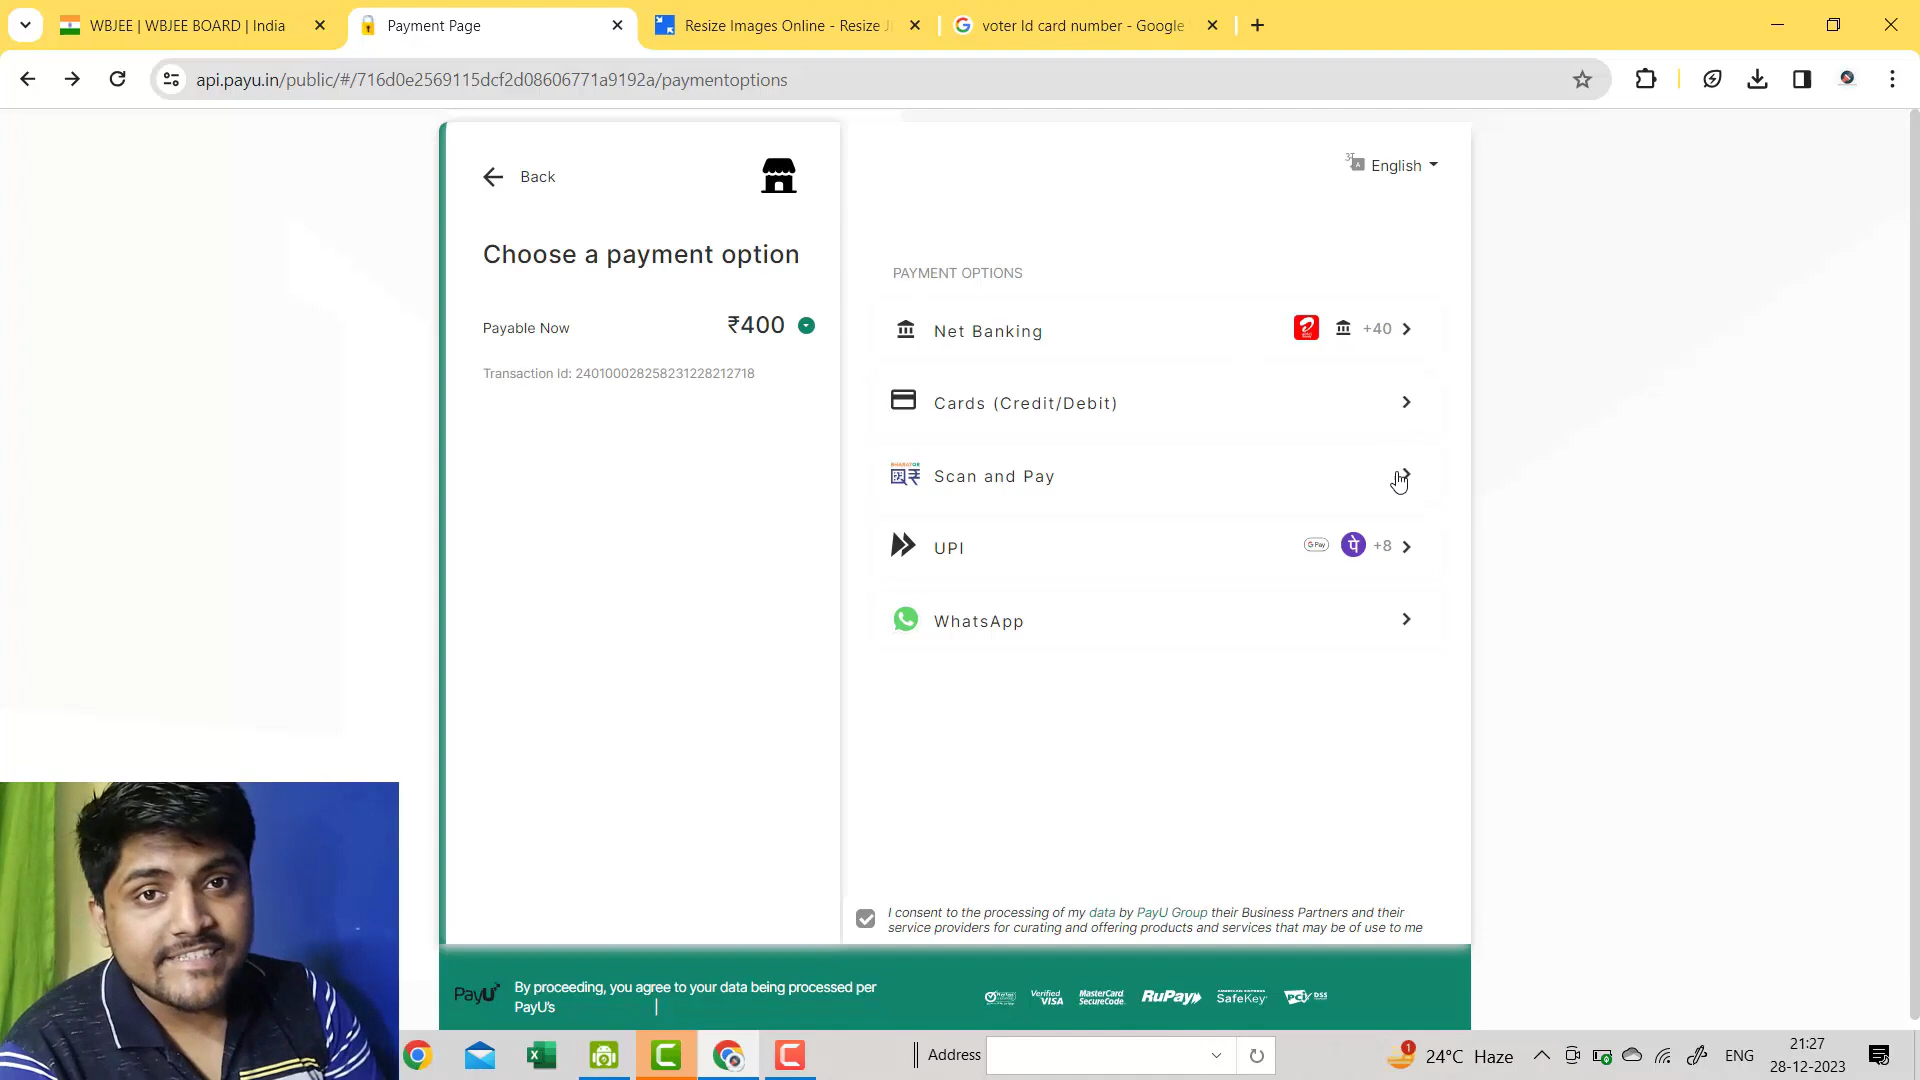 WBJEE | WBJEE BOARD | India
Payment Page
Resize Images Online - Resize
voter Id card number - Google
api.payu.in/public/#/716d0e2569115dcf2d08606771a9192a/paymentoptions
Back
English
Choose a payment option
Payable Now ₹400
Transaction Id: 240100028258231228212718
PAYMENT OPTIONS
Net Banking +40
Cards (Credit/Debit)
Scan and Pay
UPI G Pay पे +8
WhatsApp
I consent to the processing of my data by PayU Group their Business Partners and their
service providers for curating and offering products and services that may be of use to me
PayU
By proceeding, you agree to your data being processed per
PayU's |
Verified VISA
MasterCard SecureCode.
RuPay
SafeKey
PCI DSS
Address
1
24°C Haze
ENG
21:27
28-12-2023